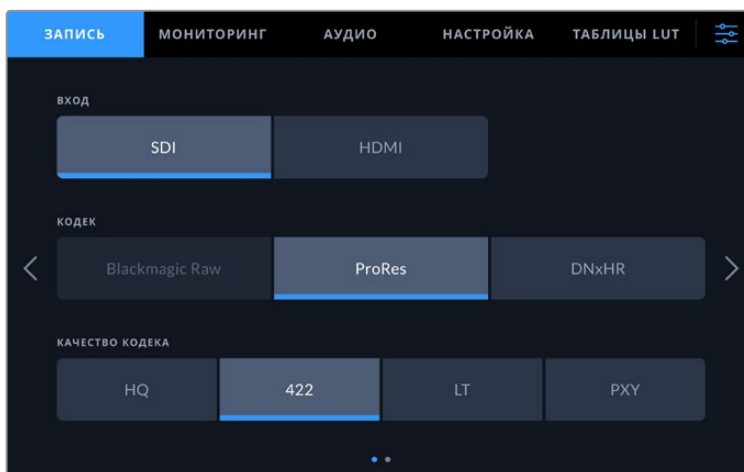 ЗАПИСЬ МОНИТОРИНГ АУДИО НАСТРОЙКА ТАБЛИЦЫ LUT
ВХОД
SDI HDMI
КОДЕК
Blackmagic Raw ProRes DNxHR
КАЧЕСТВО КОДЕКА
HQ 422 LT PXY